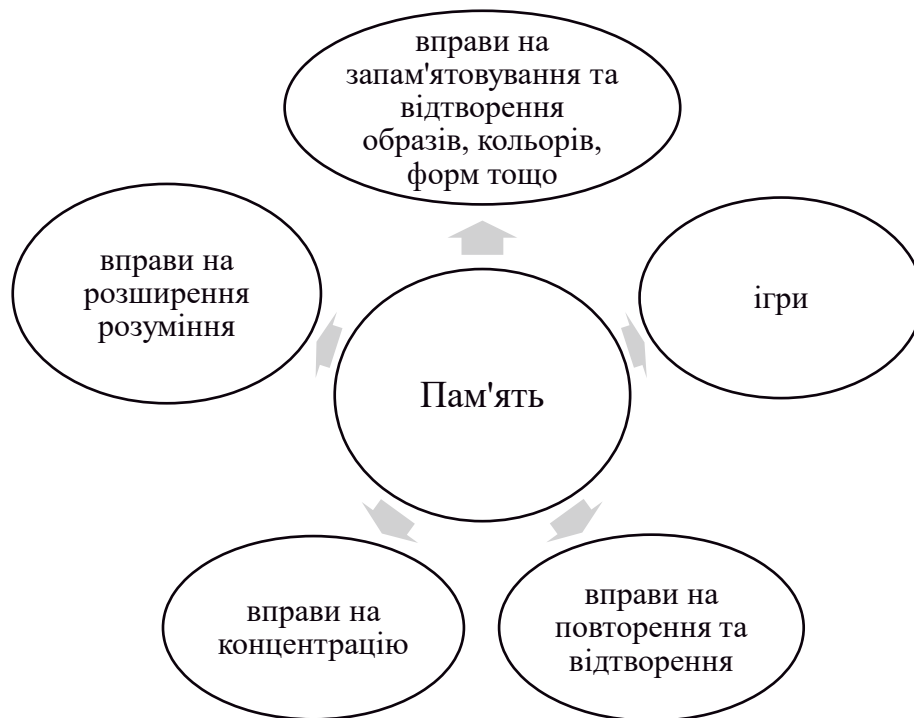 вправи на
запам'ятовування та
відтворення
образів, кольорів,
форм тощо
вправи на
розширення
розуміння
ігри
Пам'ять
вправи на
концентрацію
вправи на
повторення та
відтворення